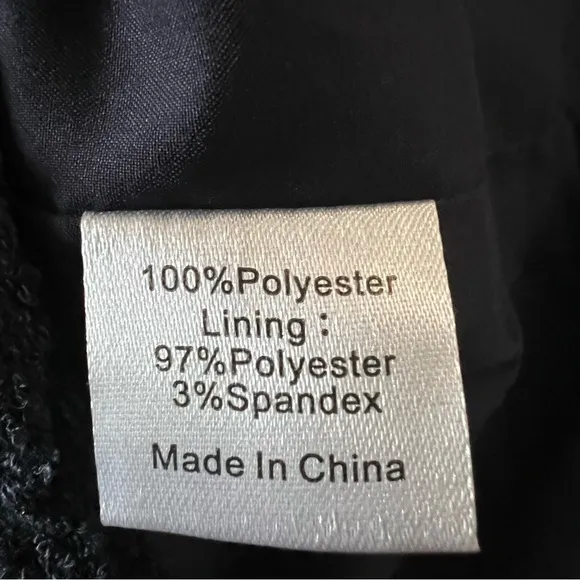 100%Polyester
Lining :
97%Polyester
3%Spandex
Made In China